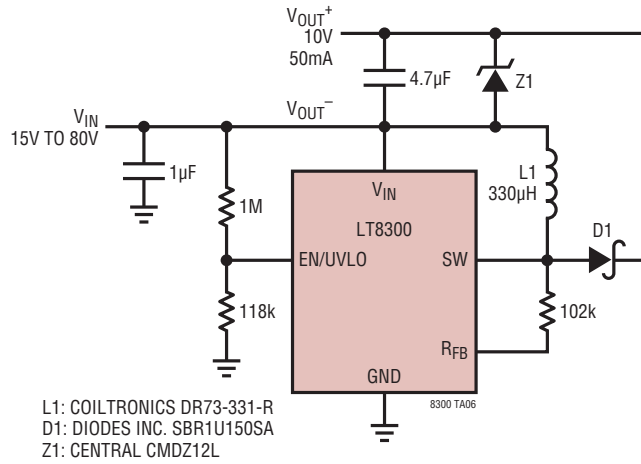 VOUT+
10V
50mA
4.7µF
Z1
VOUT–
VIN
15V TO 80V
1µF
1M
VIN
LT8300
L1
330µH
D1
EN/UVLO
SW
118k
102k
RFB
GND
8300 TA06
L1: COILTRONICS DR73-331-R
D1: DIODES INC. SBR1U150SA
Z1: CENTRAL CMDZ12L